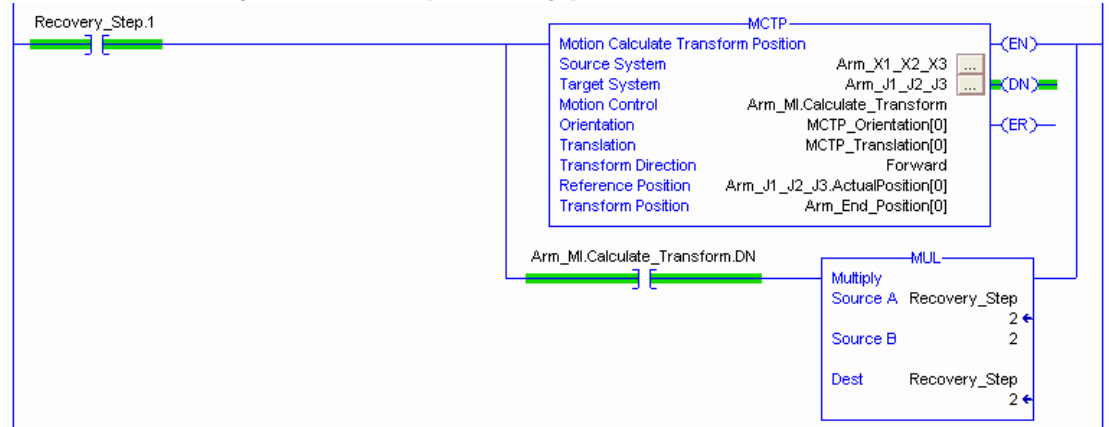 Recovery_Step.1
MCTP
Motion Calculate Transform Position
(EN)
Source System Arm_X1_X2_X3 ...
Target System Arm_J1_J2_J3 ...
(DN)
Motion Control Arm_MI.Calculate_Transform
Orientation MCTP_Orientation[0]
(ER)
Translation MCTP_Translation[0]
Transform Direction Forward
Reference Position Arm_J1_J2_J3.ActualPosition[0]
Transform Position Arm_End_Position[0]
Arm_MI.Calculate_Transform.DN
MUL
Multiply
Source A Recovery_Step
2
Source B 2
Dest Recovery_Step
2